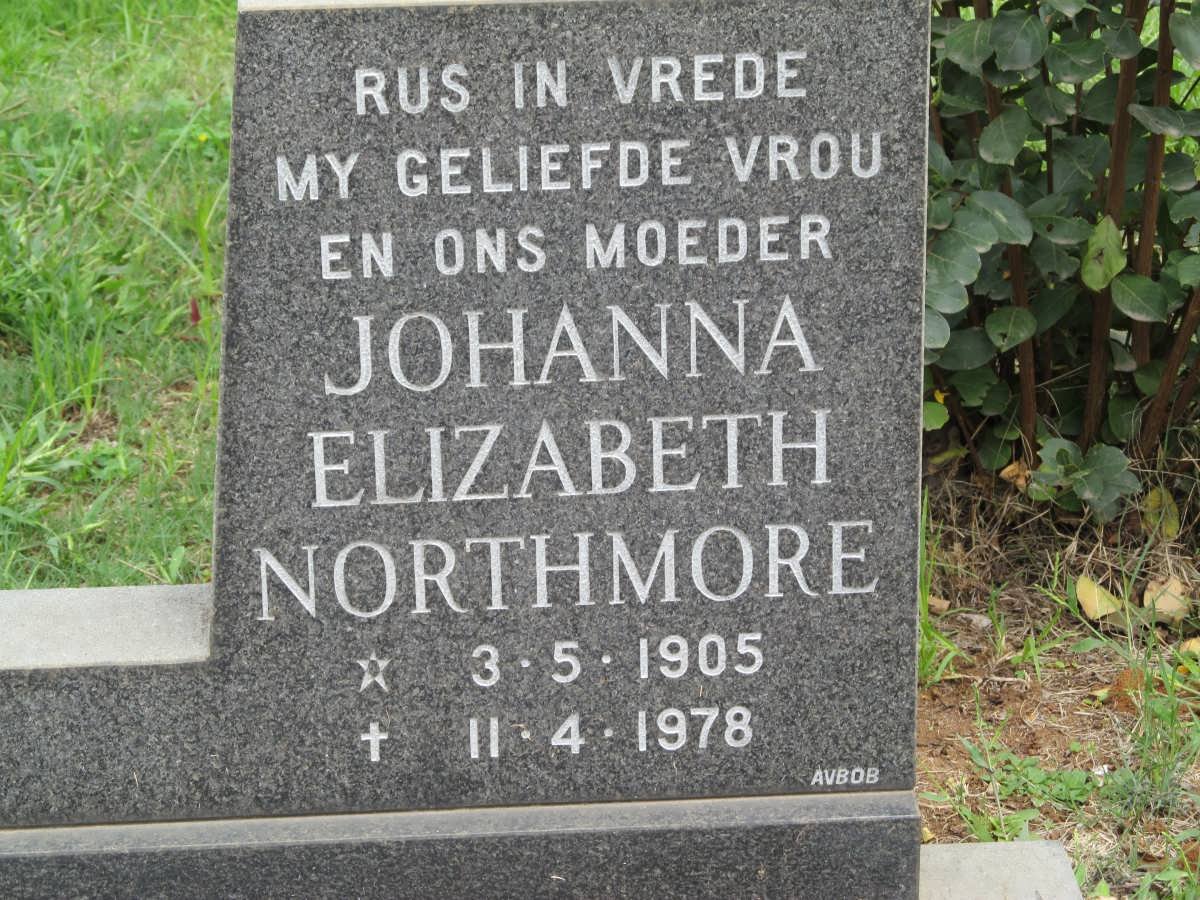 RUS IN VREDE
MY GELIEFDE VROU
EN ONS MOEDER
JOHANNA
ELIZABETH
NORTHMORE
☆ 3·5·1905
† 11·4·1978
AVBOB